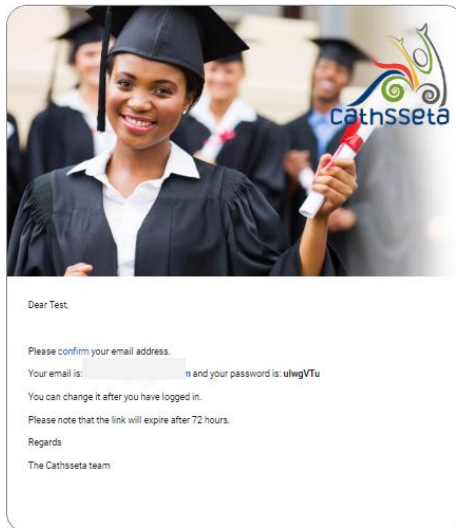 cathsseta
Dear Test,
Please confirm your email address.
Your email is: m and your password is: ulwgVTu
You can change it after you have logged in.
Please note that the link will expire after 72 hours.
Regards
The Cathsseta team